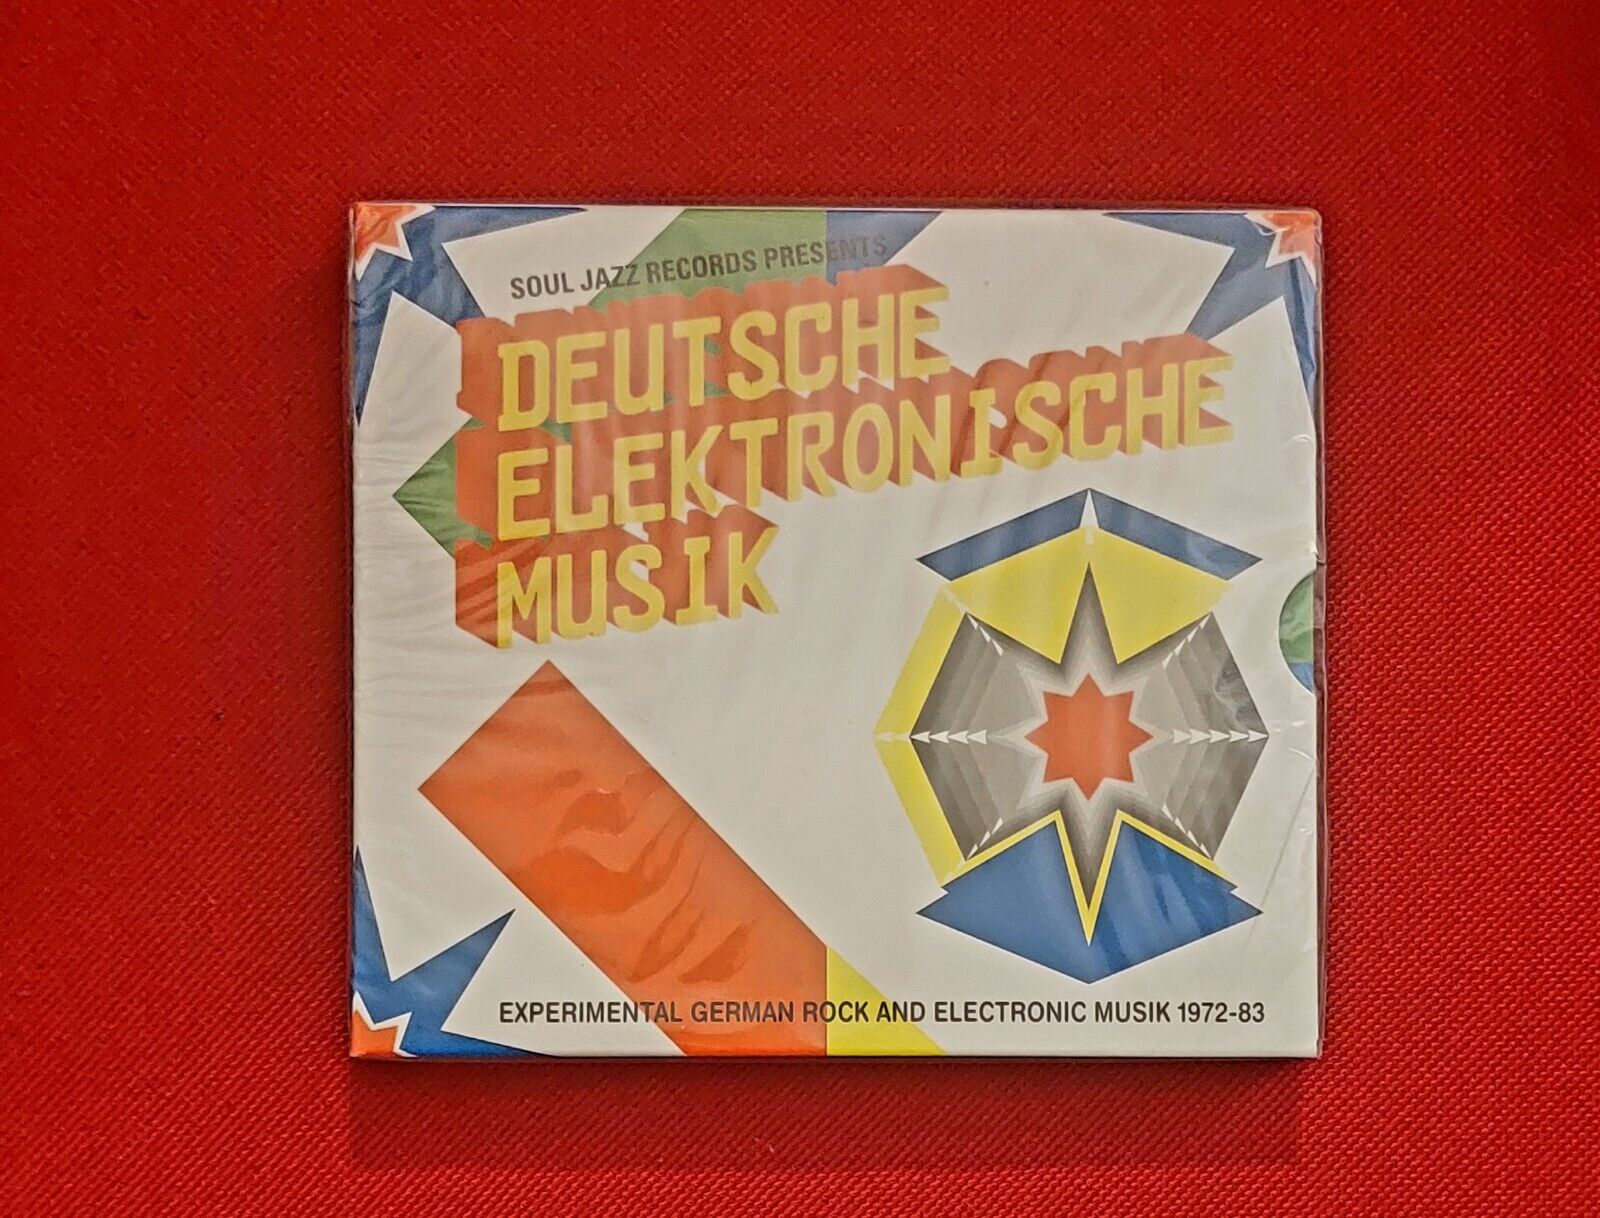 SOUL JAZZ RECORDS PRESENTS
DEUTSCHE
ELEKTRONISCHE
MUSIK
EXPERIMENTAL GERMAN ROCK AND ELECTRONIC MUSIK 1972-83